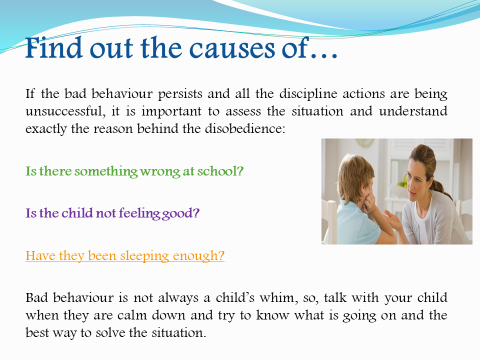 Find out the causes of…
If the bad behaviour persists and all the discipline actions are being
unsuccessful, it is important to assess the situation and understand
exactly the reason behind the disobedience:
Is there something wrong at school?
Is the child not feeling good?
Have they been sleeping enough?
Bad behaviour is not always a child's whim, so, talk with your child
when they are calm down and try to know what is going on and the
best way to solve the situation.